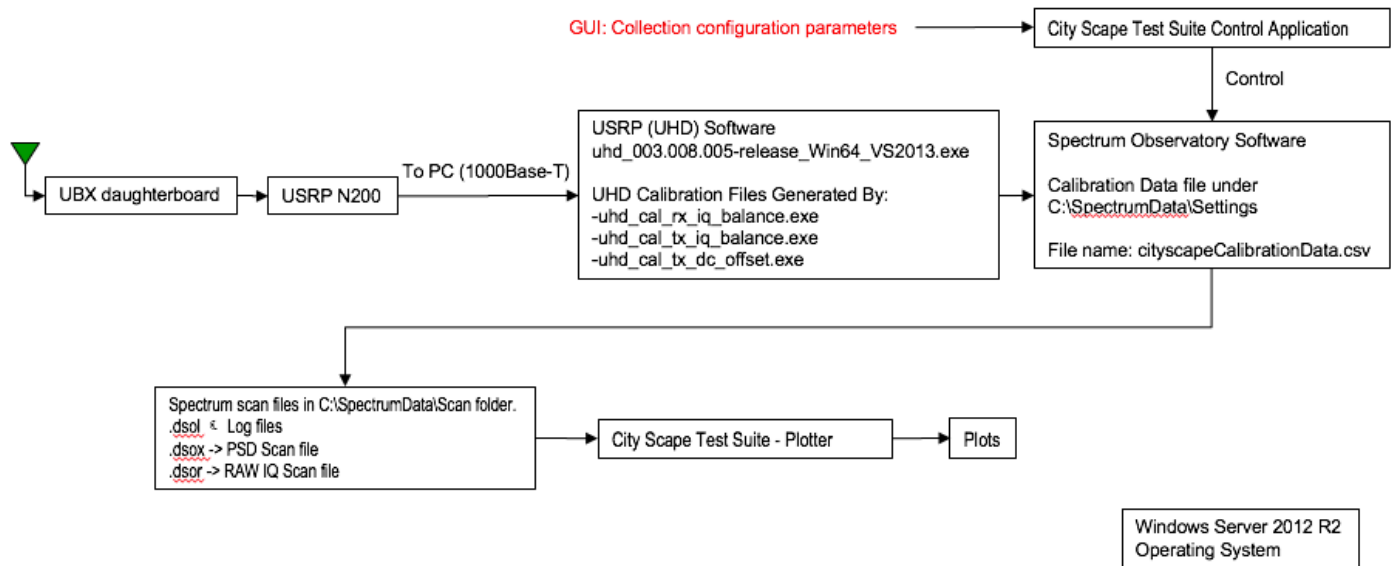 GUI: Collection configuration parameters
City Scape Test Suite Control Application
Control
USRP (UHD) Software
uhd_003.008.005-release_Win64_VS2013.exe
UHD Calibration Files Generated By:
-uhd_cal_rx_iq_balance.exe
-uhd_cal_tx_iq_balance.exe
-uhd_cal_tx_dc_offset.exe
Spectrum Observatory Software
Calibration Data file under
C:\SpectrumData\Settings
File name: cityscapeCalibrationData.csv
To PC (1000Base-T)
UBX daughterboard
USRP N200
Spectrum scan files in C:\SpectrumData\Scan folder.
.dsol Log files
.dsox -> PSD Scan file
.dsor -> RAW IQ Scan file
City Scape Test Suite - Plotter
Plots
Windows Server 2012 R2
Operating System